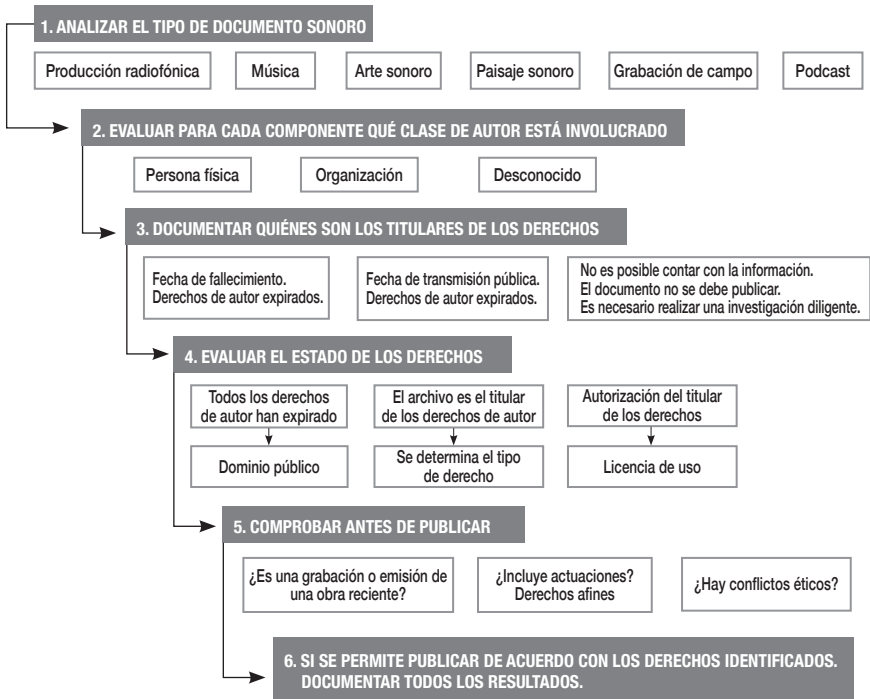 1. ANALIZAR EL TIPO DE DOCUMENTO SONORO
Producción radiofónica
Música
Arte sonoro
Paisaje sonoro
Grabación de campo
Podcast
2. EVALUAR PARA CADA COMPONENTE QUÉ CLASE DE AUTOR ESTÁ INVOLUCRADO
Persona física
Organización
Desconocido
3. DOCUMENTAR QUIÉNES SON LOS TITULARES DE LOS DERECHOS
Fecha de fallecimiento.
Derechos de autor expirados.
Fecha de transmisión pública.
Derechos de autor expirados.
No es posible contar con la información.
El documento no se debe publicar.
Es necesario realizar una investigación diligente.
4. EVALUAR EL ESTADO DE LOS DERECHOS
Todos los derechos
de autor han expirado
Dominio público
El archivo es el titular
de los derechos de autor
Se determina el tipo
de derecho
Autorización del titular
de los derechos
Licencia de uso
5. COMPROBAR ANTES DE PUBLICAR
¿Es una grabación o emisión de
una obra reciente?
¿Incluye actuaciones?
Derechos afines
¿Hay conflictos éticos?
6. SI SE PERMITE PUBLICAR DE ACUERDO CON LOS DERECHOS IDENTIFICADOS.
DOCUMENTAR TODOS LOS RESULTADOS.